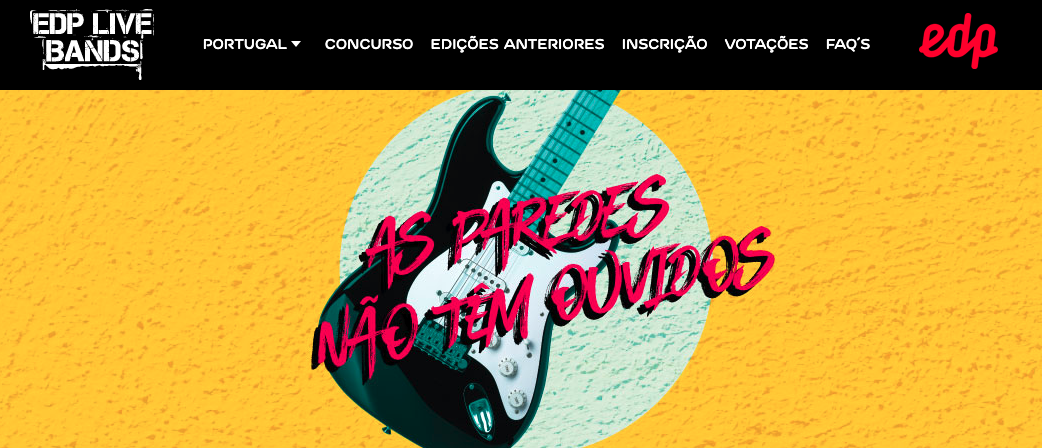 EDP LIVE
BANDS
PORTUGAL
CONCURSO
EDIÇÕES ANTERIORES
INSCRIÇÃO
VOTAÇÕES
FAQ´S
edp
AS PAREDES
NÃO TÊM OUVIDOS